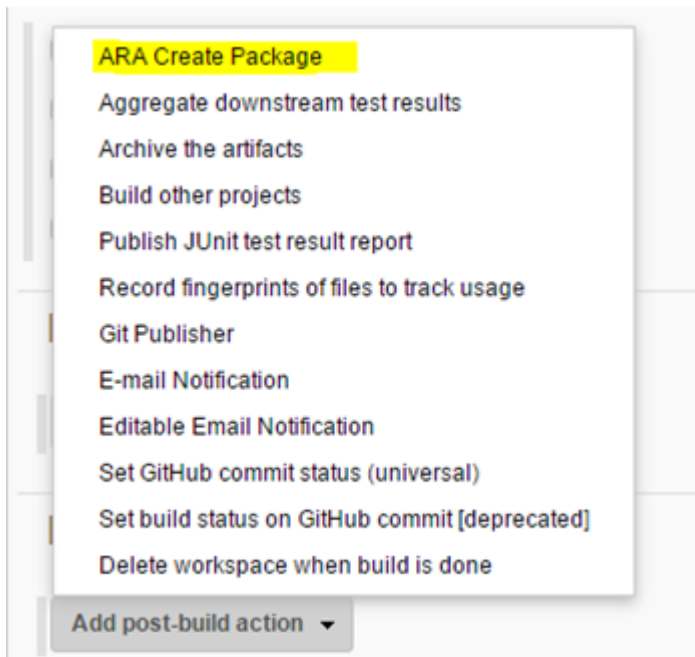 ARA Create Package
Aggregate downstream test results
Archive the artifacts
Build other projects
Publish JUnit test result report
Record fingerprints of files to track usage
Git Publisher
E-mail Notification
Editable Email Notification
Set GitHub commit status (universal)
Set build status on GitHub commit [deprecated]
Delete workspace when build is done
Add post-build action